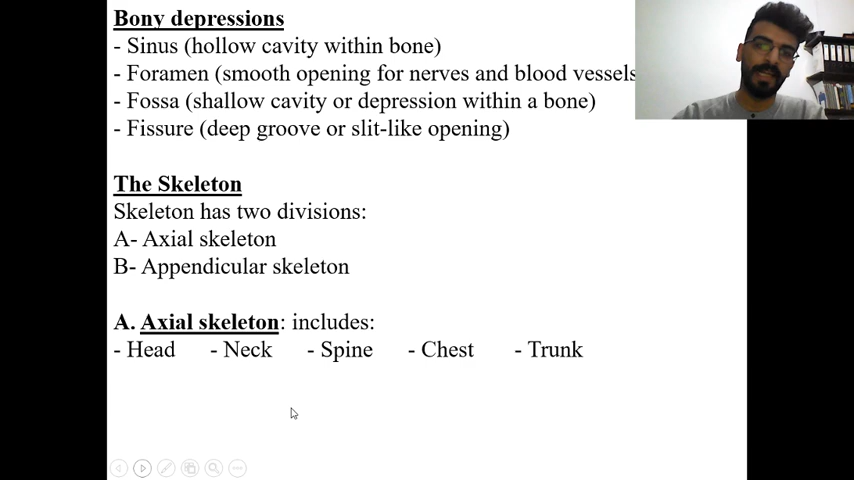 Bony depressions
- Sinus (hollow cavity within bone)
- Foramen (smooth opening for nerves and blood vessels
- Fossa (shallow cavity or depression within a bone)
- Fissure (deep groove or slit-like opening)
The Skeleton
Skeleton has two divisions:
A- Axial skeleton
B- Appendicular skeleton
A. Axial skeleton: includes:
- Head - Neck - Spine - Chest - Trunk